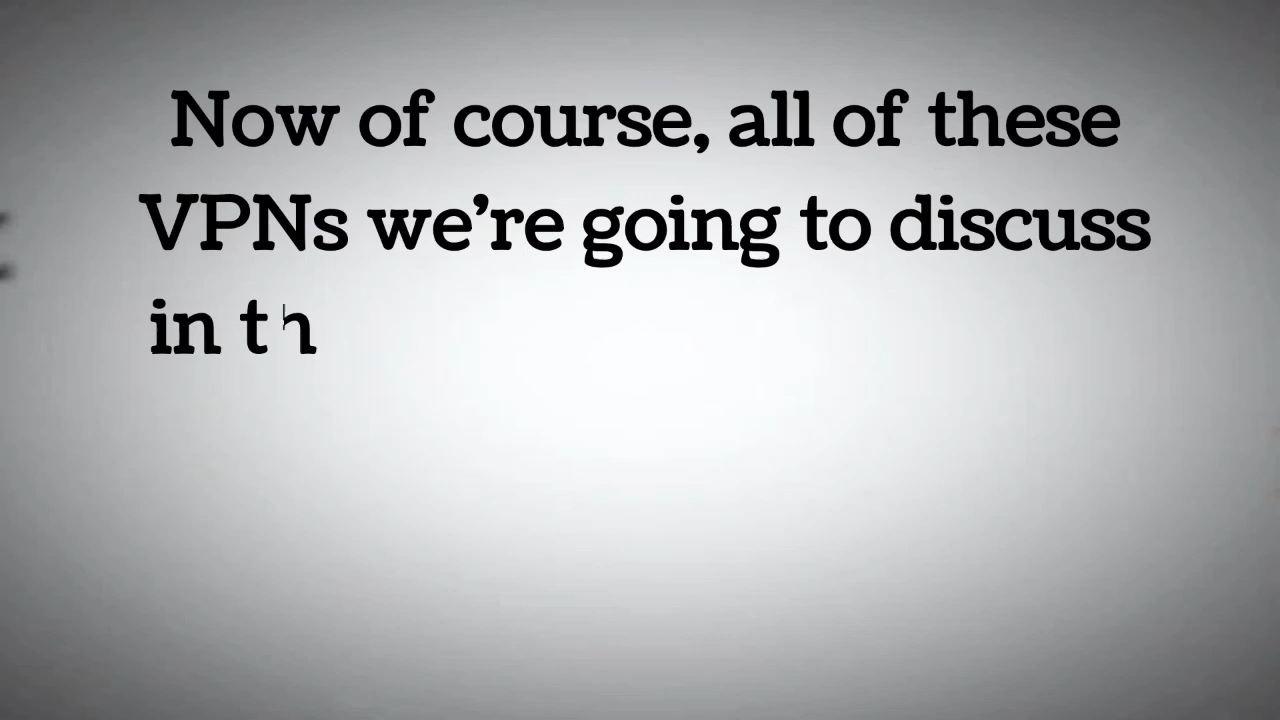 Now of course, all of these
VPNs we’re going to discuss
in th